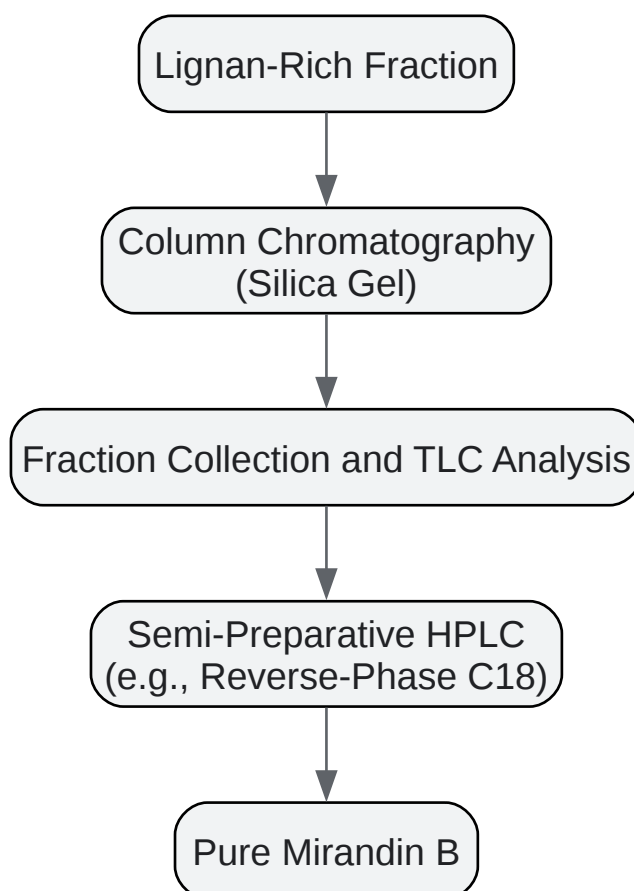 Lignan-Rich Fraction
Column Chromatography
(Silica Gel)
Fraction Collection and TLC Analysis
Semi-Preparative HPLC
(e.g., Reverse-Phase C18)
Pure Mirandin B